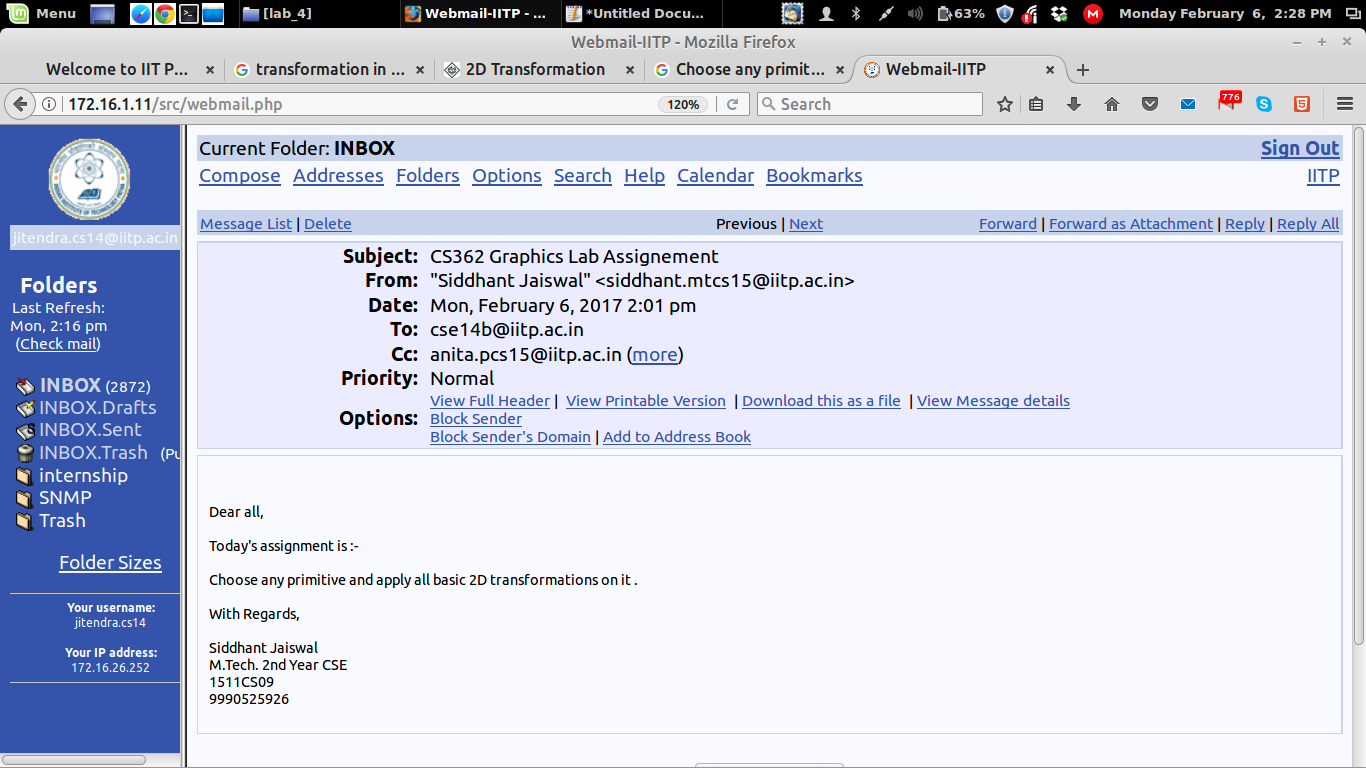 Menu [lab_4] Webmail-IITP - ... *Untitled Docu... 63% Monday February 6, 2:28 PM
Webmail-IITP - Mozilla Firefox
Welcome to IIT P... transformation in ... 2D Transformation Choose any primit... Webmail-IITP
172.16.1.11/src/webmail.php 120% Search 776
jitendra.cs14@iitp.ac.in
Folders
Last Refresh:
Mon, 2:16 pm
(Check mail)
INBOX (2872)
INBOX.Drafts
INBOX.Sent
INBOX.Trash (Pu
internship
SNMP
Trash
Folder Sizes
Your username:
jitendra.cs14
Your IP address:
172.16.26.252
Current Folder: INBOX Sign Out
Compose Addresses Folders Options Search Help Calendar Bookmarks IITP
Message List | Delete Previous | Next Forward | Forward as Attachment | Reply | Reply All
Subject: CS362 Graphics Lab Assignement
From: "Siddhant Jaiswal" <siddhant.mtcs15@iitp.ac.in>
Date: Mon, February 6, 2017 2:01 pm
To: cse14b@iitp.ac.in
Cc: anita.pcs15@iitp.ac.in (more)
Priority: Normal
Options: View Full Header | View Printable Version | Download this as a file | View Message details
Block Sender
Block Sender's Domain | Add to Address Book
Dear all,
Today's assignment is :-
Choose any primitive and apply all basic 2D transformations on it .
With Regards,
Siddhant Jaiswal
M.Tech. 2nd Year CSE
1511CS09
9990525926